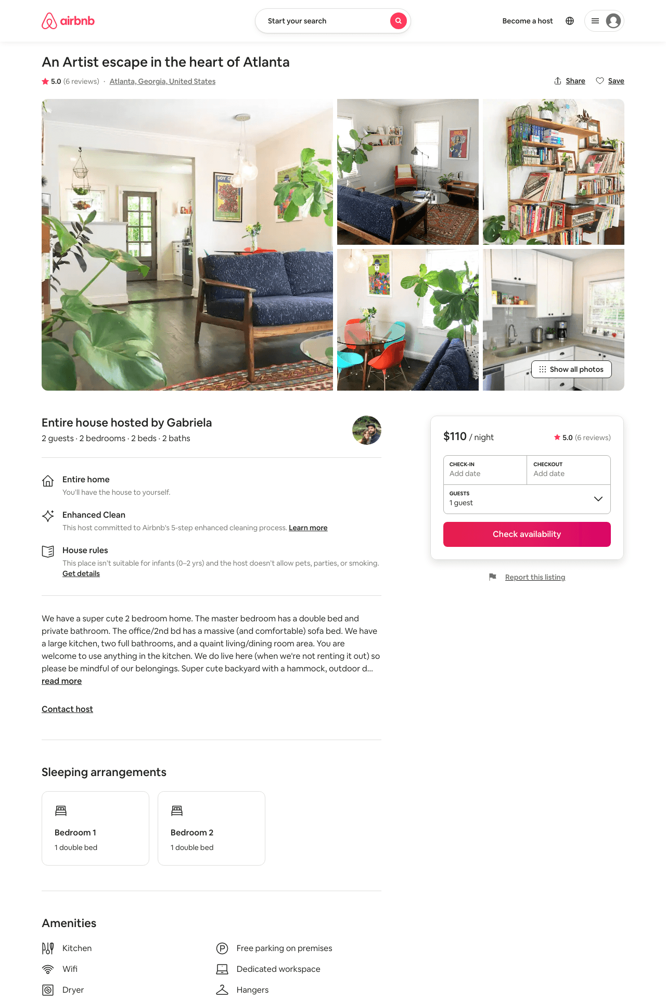 airbnb
Start your search
Become a host
An Artist escape in the heart of Atlanta
5.0 (6 reviews) · Atlanta, Georgia, United States
Share
Save
SOY CU
Show all photos
Entire house hosted by Gabriela
2 guests · 2 bedrooms · 2 beds · 2 baths
Entire home
You’ll have the house to yourself.
Enhanced Clean
This host committed to Airbnb's 5-step enhanced cleaning process. Learn more
House rules
This place isn’t suitable for infants (0–2 yrs) and the host doesn’t allow pets, parties, or smoking.
Get details
$110 / night
5.0 (6 reviews)
CHECK-IN
Add date
CHECKOUT
Add date
GUESTS
1 guest
Check availability
Report this listing
We have a super cute 2 bedroom home. The master bedroom has a double bed and
private bathroom. The office/2nd bd has a massive (and comfortable) sofa bed. We have
a large kitchen, two full bathrooms, and a quaint living/dining room area. You are
welcome to use anything in the kitchen. We do live here (when we're not renting it out) so
please be mindful of our belongings. Super cute backyard with a hammock, outdoor d…
read more
Contact host
Sleeping arrangements
Bedroom 1
1 double bed
Bedroom 2
1 double bed
Amenities
Kitchen
Free parking on premises
Wifi
Dedicated workspace
Dryer
Hangers